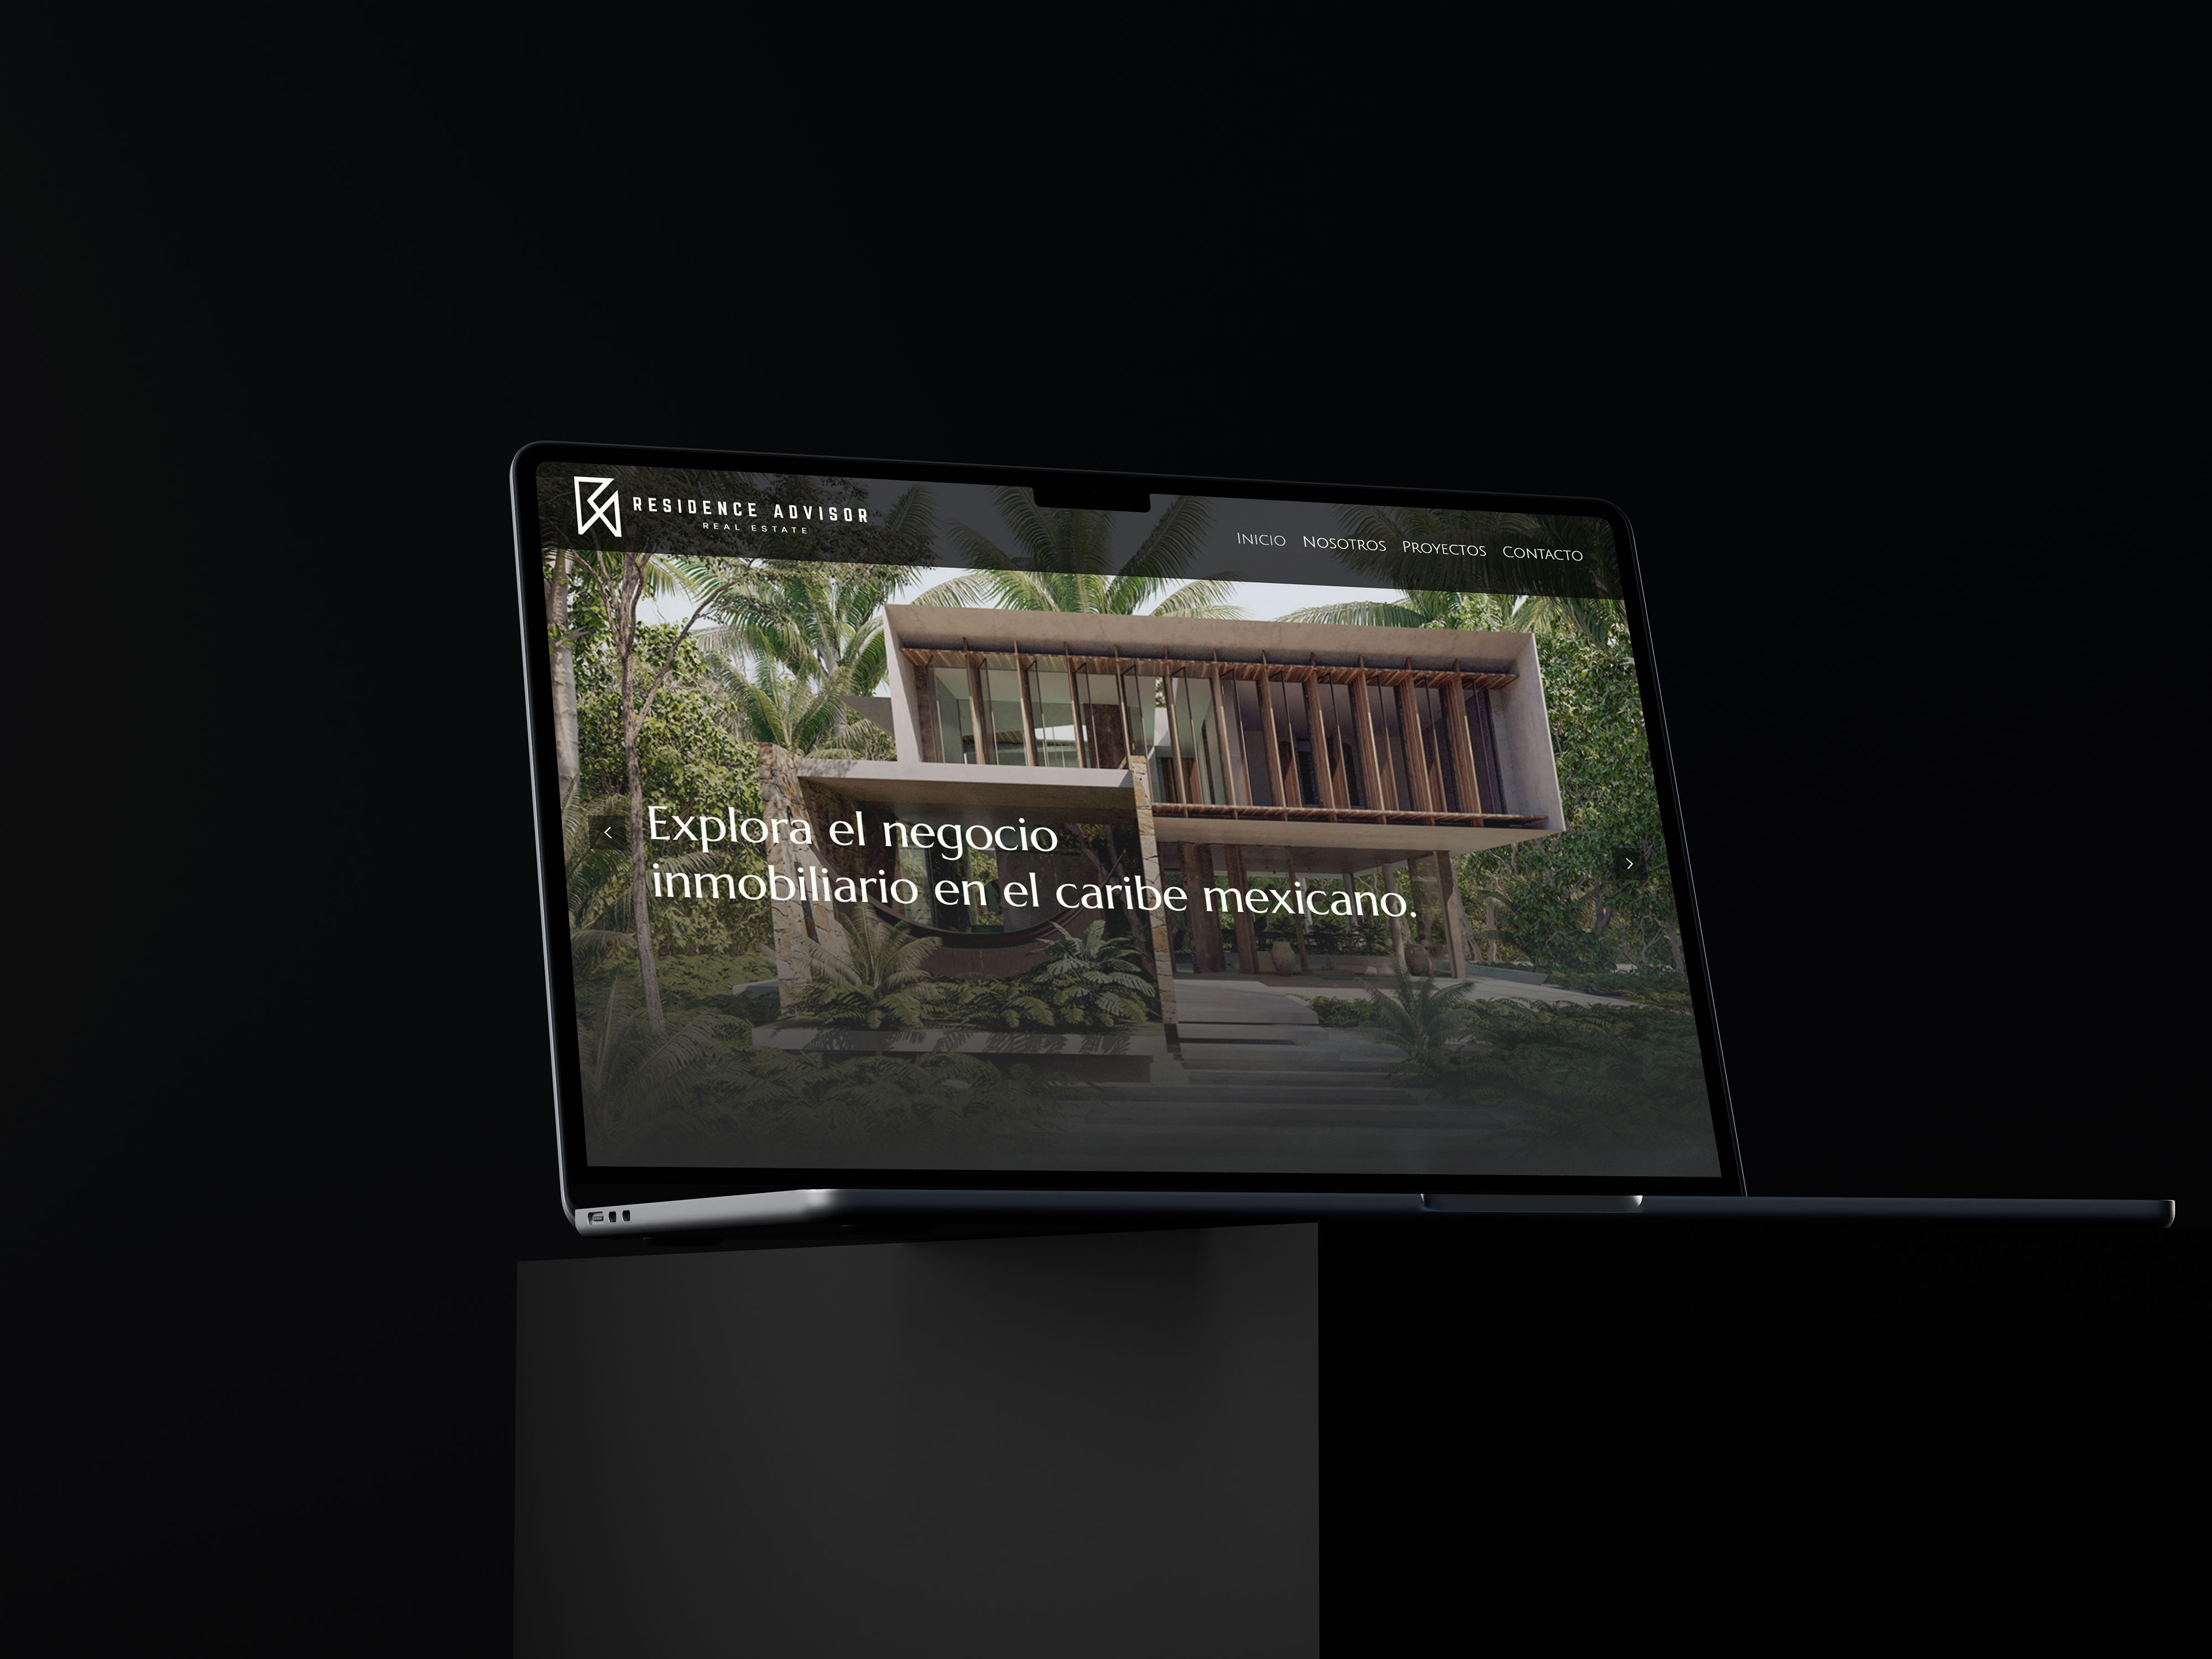 RESIDENCE ADVISOR
REAL ESTATE
INICIO NOSOTROS PROYECTOS CONTACTO
Explora el negocio
inmobiliario en el caribe mexicano.